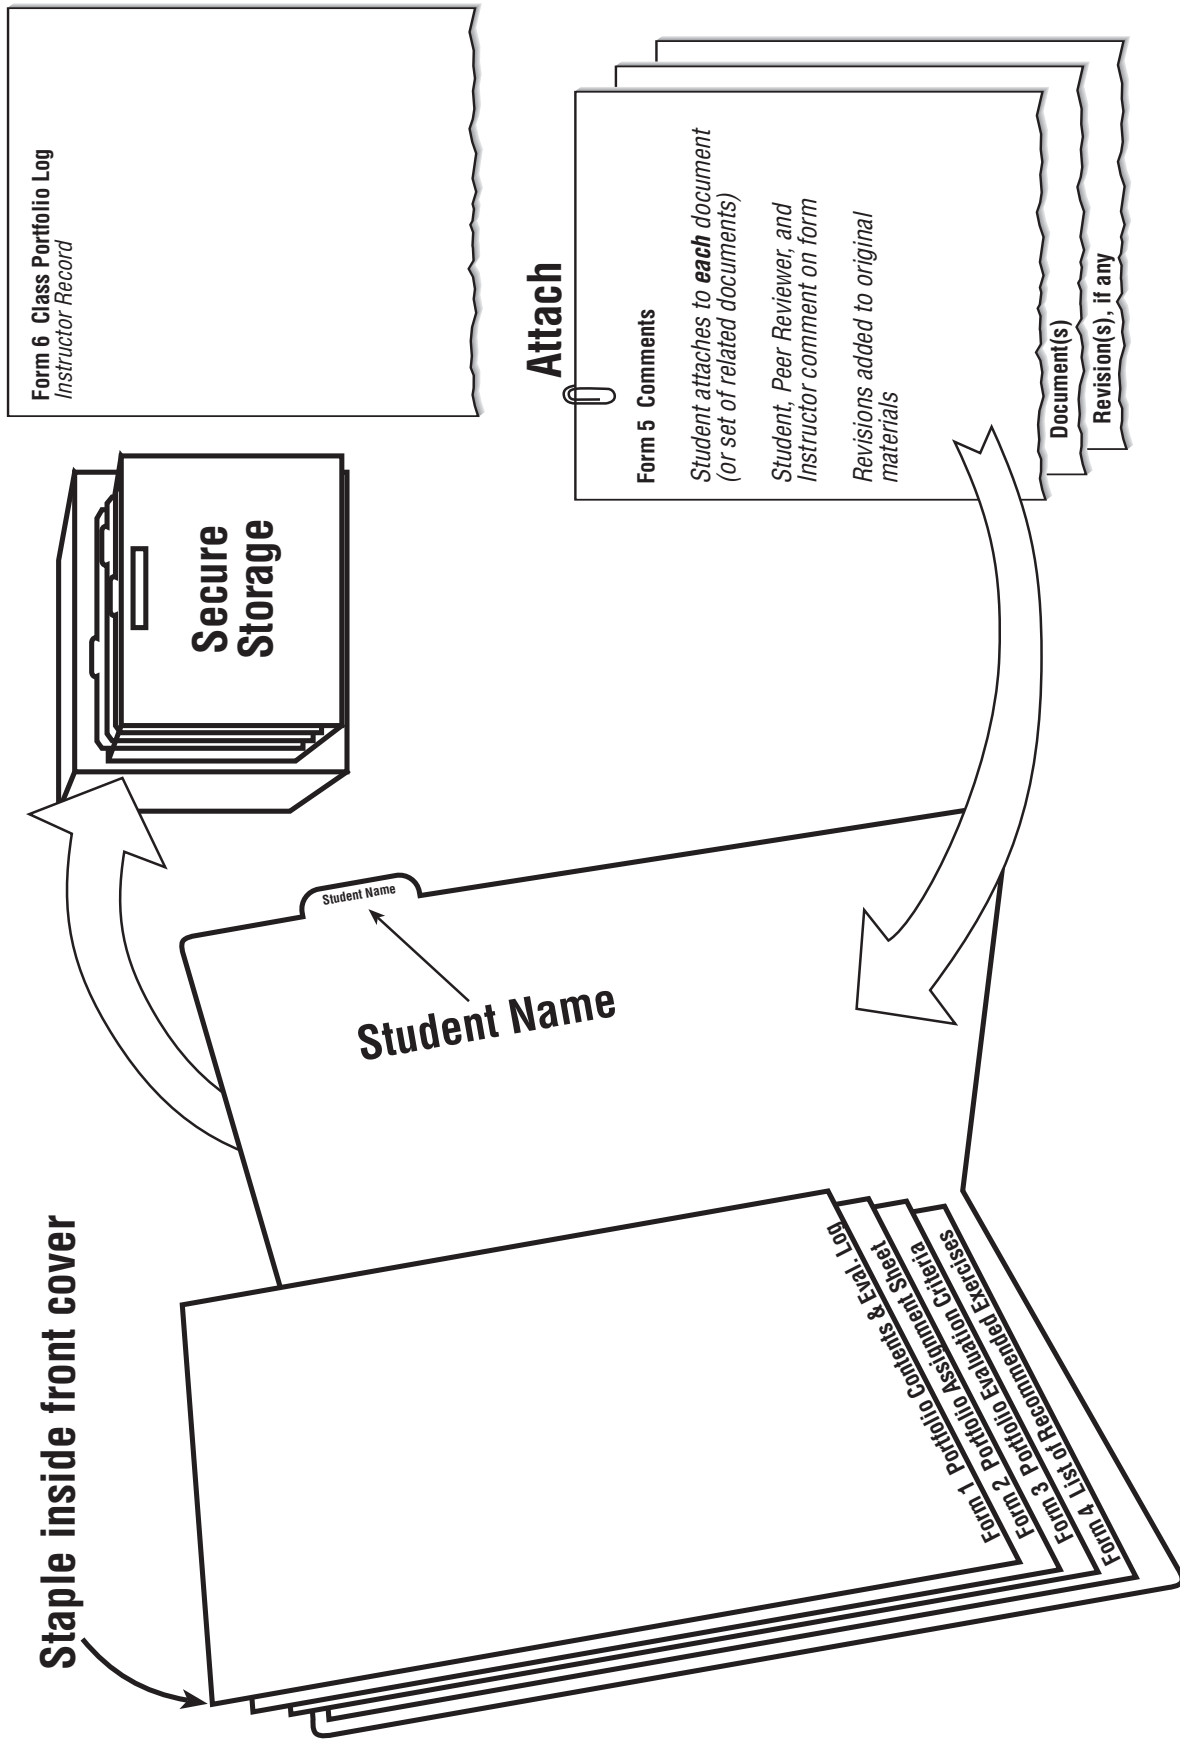 Staple inside front cover
Form 1 Portfolio Contents & Eval. Log
Form 2 Portfolio Assignment Sheet
Form 3 Portfolio Evaluation Criteria
Form 4 List of Recommended Exercises
Student Name
Student Name
Secure
Storage
Form 6 Class Portfolio Log
Instructor Record
Attach
Form 5 Comments
Student attaches to each document
(or set of related documents)
Student, Peer Reviewer, and
Instructor comment on form
Revisions added to original
materials
Document(s)
Revision(s), if any